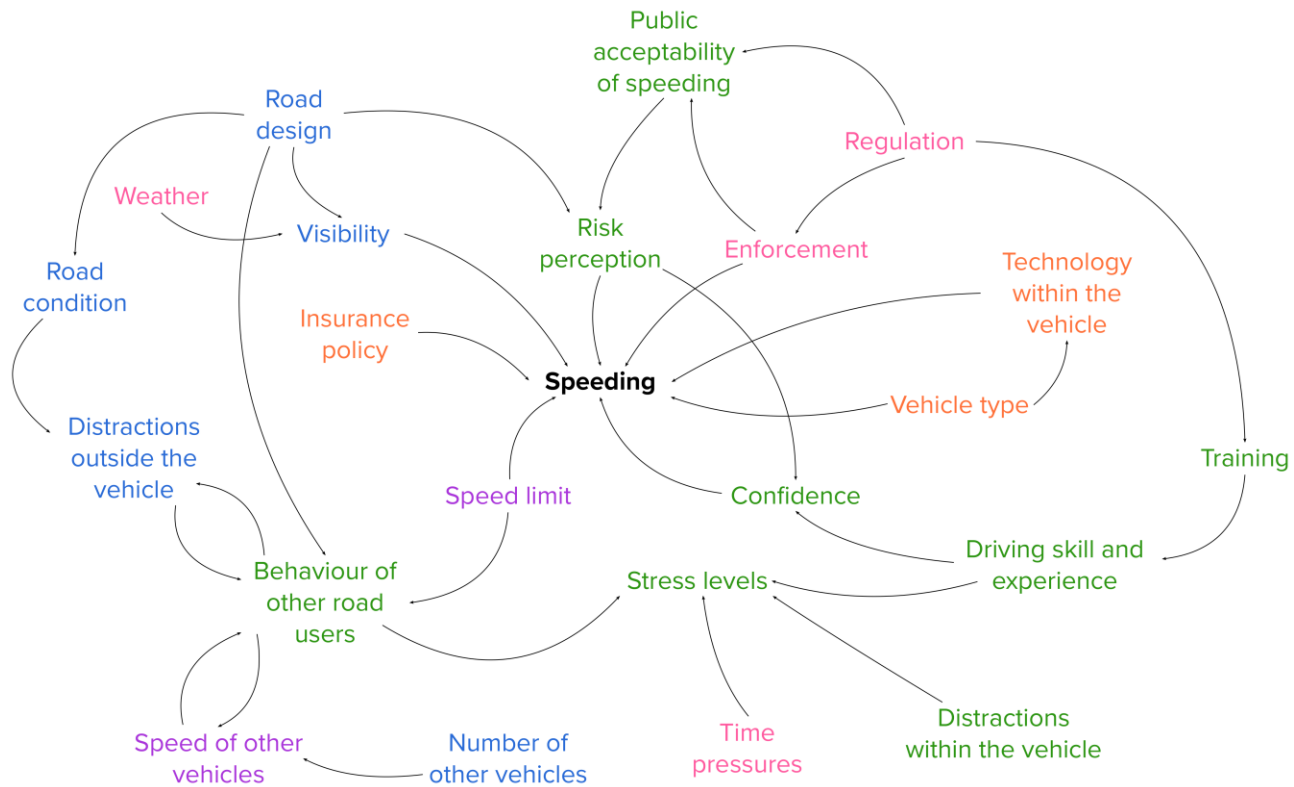 Public
acceptability
of speeding
Road
design
Regulation
Weather
Visibility
Risk
perception
Enforcement
Road
condition
Technology
within the
vehicle
Insurance
policy
Speeding
Vehicle type
Distractions
outside the
vehicle
Training
Speed limit
Confidence
Driving skill and
experience
Behaviour of
other road
users
Stress levels
Speed of other
vehicles
Number of
other vehicles
Time
pressures
Distractions
within the vehicle